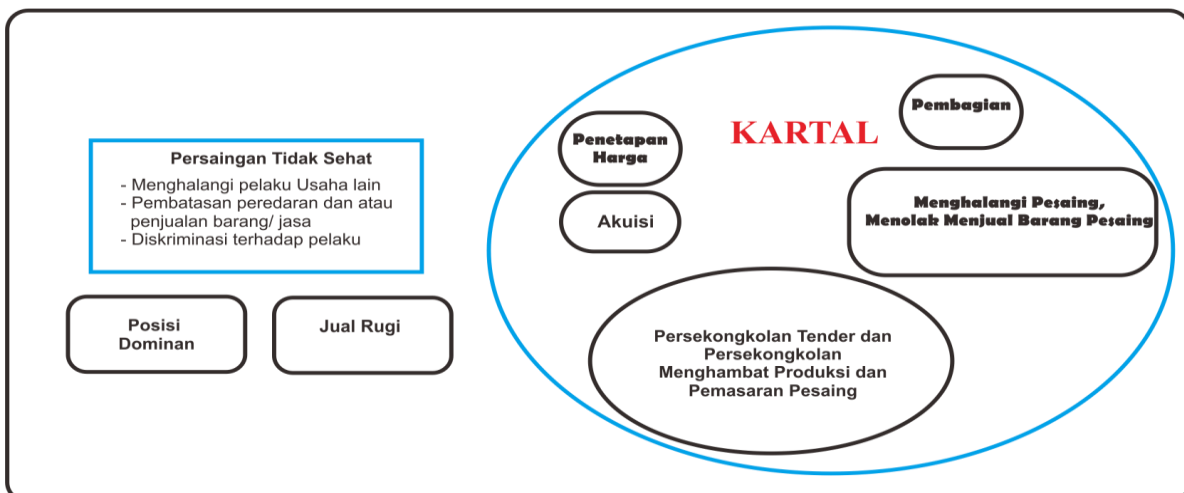 Persaingan Tidak Sehat
- Menghalangi pelaku Usaha lain
- Pembatasan peredaran dan atau
penjualan barang/ jasa
- Diskriminasi terhadap pelaku
Posisi
Dominan
Jual Rugi
KARTAL
Penetapan
Harga
Akuisi
Pembagian
Menghalangi Pesaing,
Menolak Menjual Barang Pesaing
Persekongkolan Tender dan
Persekongkolan
Menghambat Produksi dan
Pemasaran Pesaing